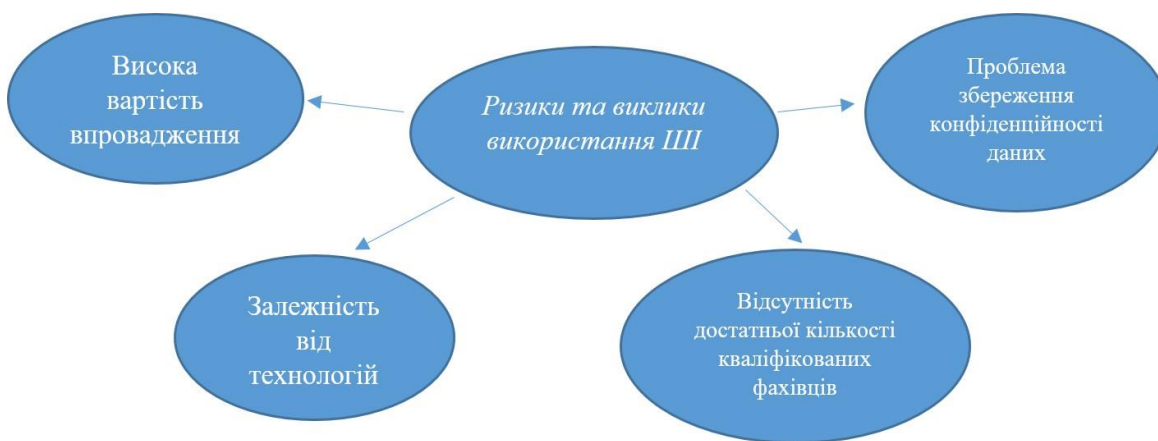 Ризики та виклики
використання ШІ
Висока
вартість
впровадження
Проблема
збереження
конфіденційності
даних
Залежність
від
технологій
Відсутність
достатньої кількості
кваліфікованих
фахівців